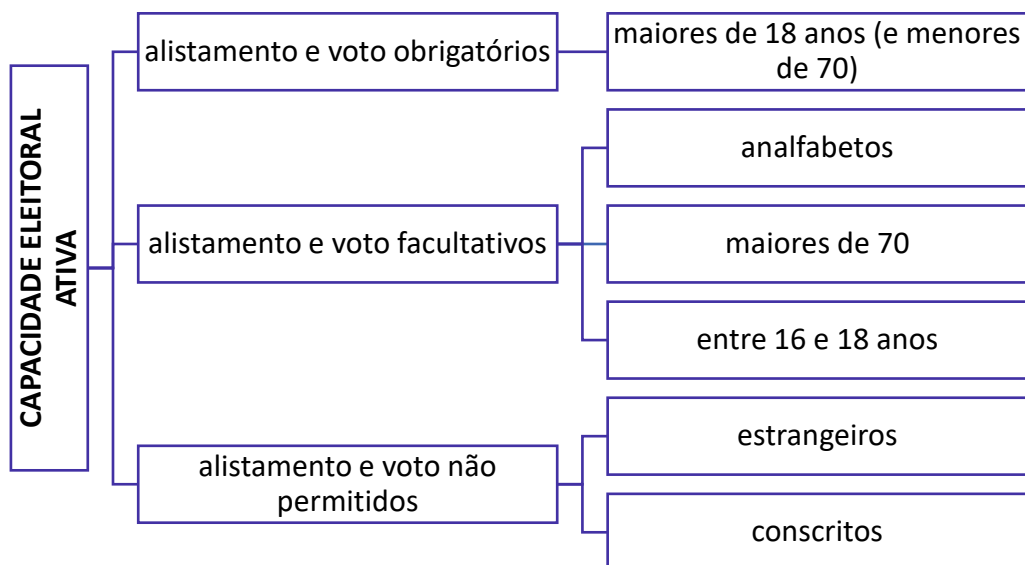 CAPACIDADE ELEITORAL
ATIVA
alistamento e voto obrigatórios
maiores de 18 anos (e menores
de 70)
alistamento e voto facultativos
analfabetos
maiores de 70
entre 16 e 18 anos
alistamento e voto não
permitidos
estrangeiros
conscritos